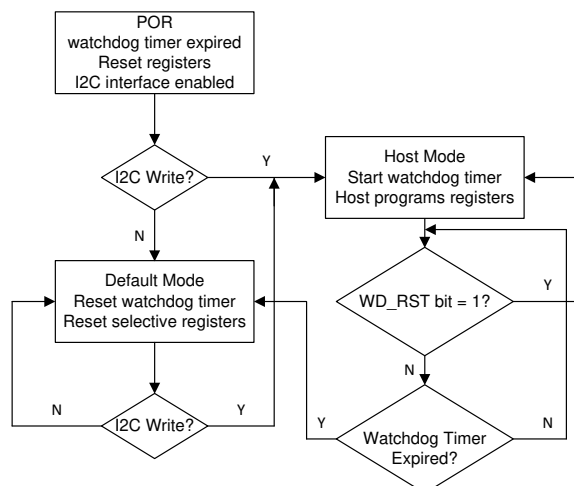 POR
watchdog timer expired
Reset registers
I2C interface enabled
I2C Write?
Y
N
Host Mode
Start watchdog timer
Host programs registers
Default Mode
Reset watchdog timer
Reset selective registers
WD_RST bit = 1?
Y
N
I2C Write?
N
Y
Watchdog Timer
Expired?
Y
N